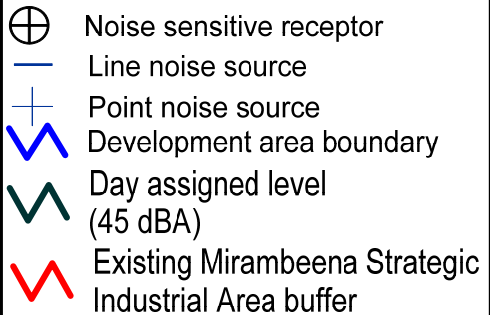 Noise sensitive receptor
Line noise source
Point noise source
Development area boundary
Day assigned level
(45 dBA)
Existing Mirambeena Strategic
Industrial Area buffer